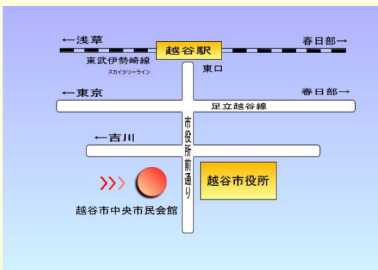 ←浅草
越谷駅
春日部→
東武伊勢崎線
スカイツリーライン
東口
←東京
春日部→
足立越谷線
←吉川
市役所前通り
>>>
越谷市役所
越谷市中央市民会館